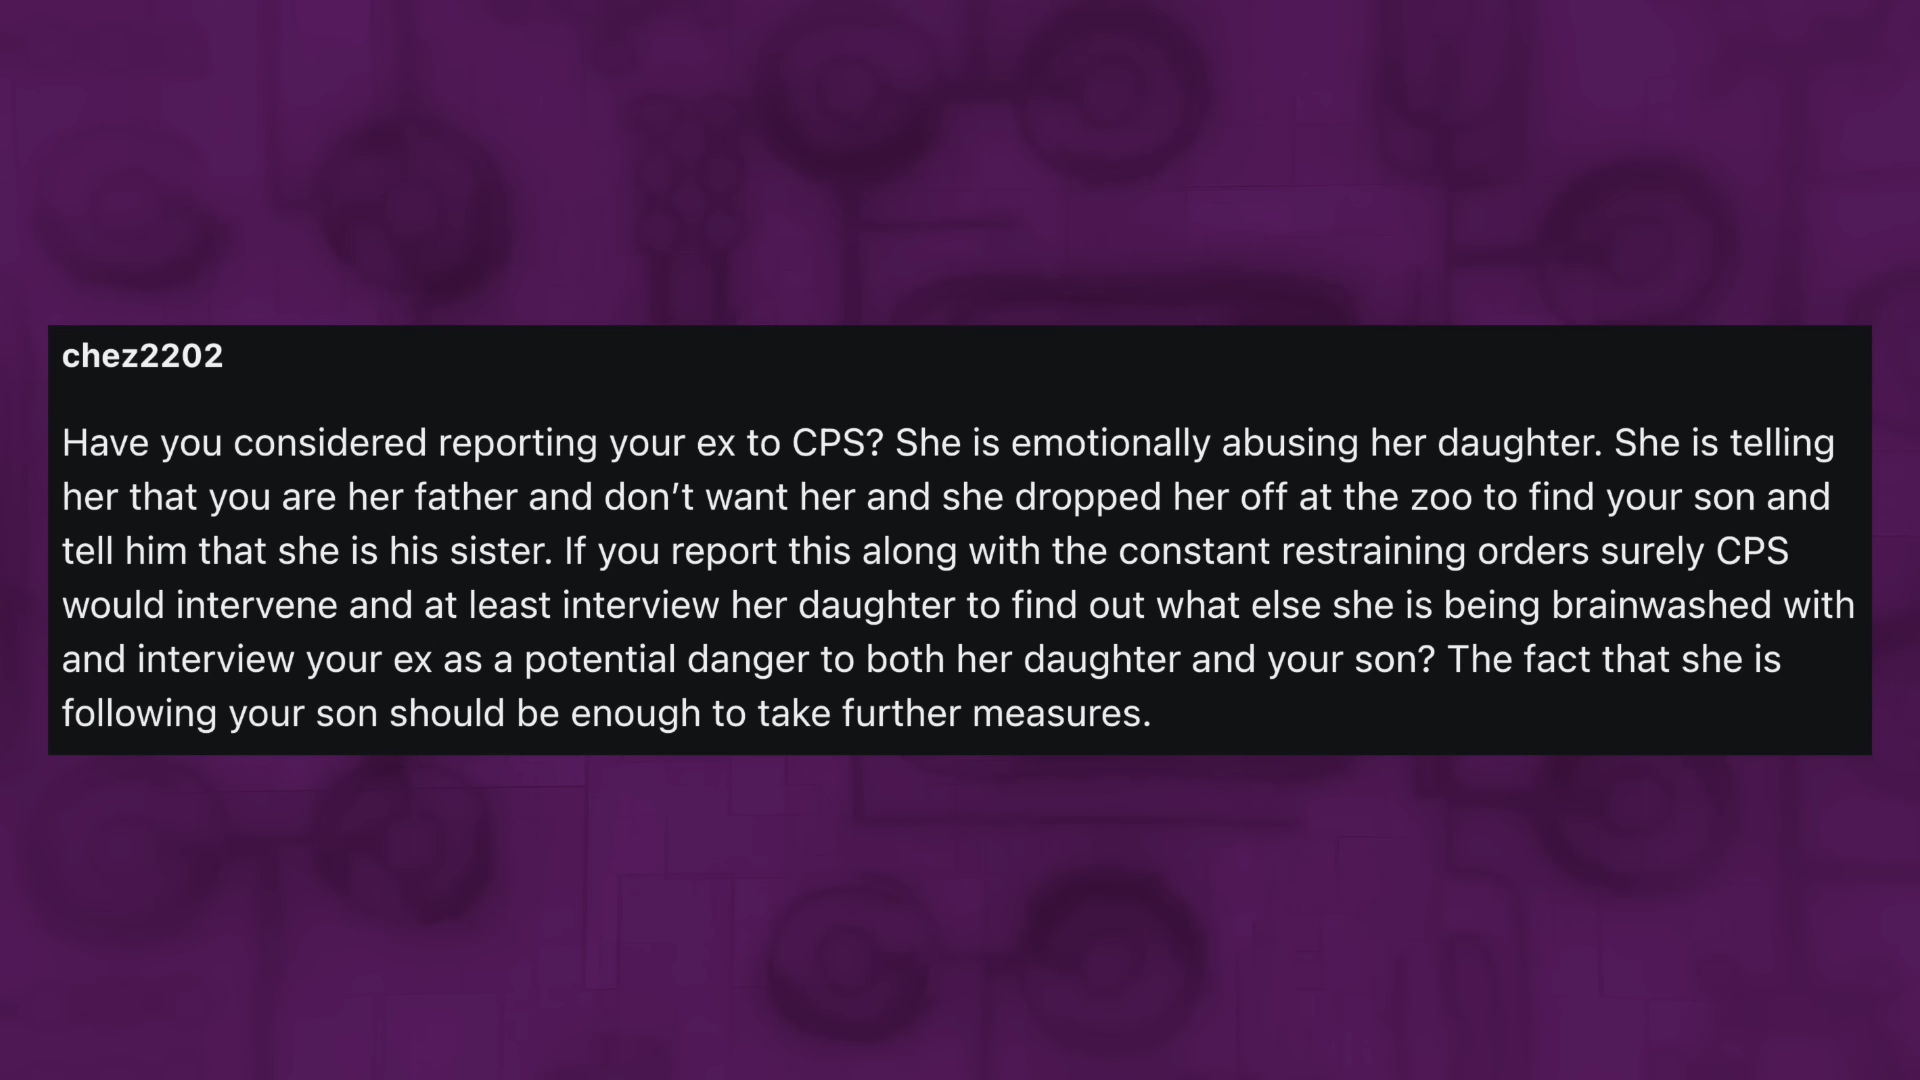 chez2202
Have you considered reporting your ex to CPS? She is emotionally abusing her daughter. She is telling
her that you are her father and don’t want her and she dropped her off at the zoo to find your son and
tell him that she is his sister. If you report this along with the constant restraining orders surely CPS
would intervene and at least interview her daughter to find out what else she is being brainwashed with
and interview your ex as a potential danger to both her daughter and your son? The fact that she is
following your son should be enough to take further measures.